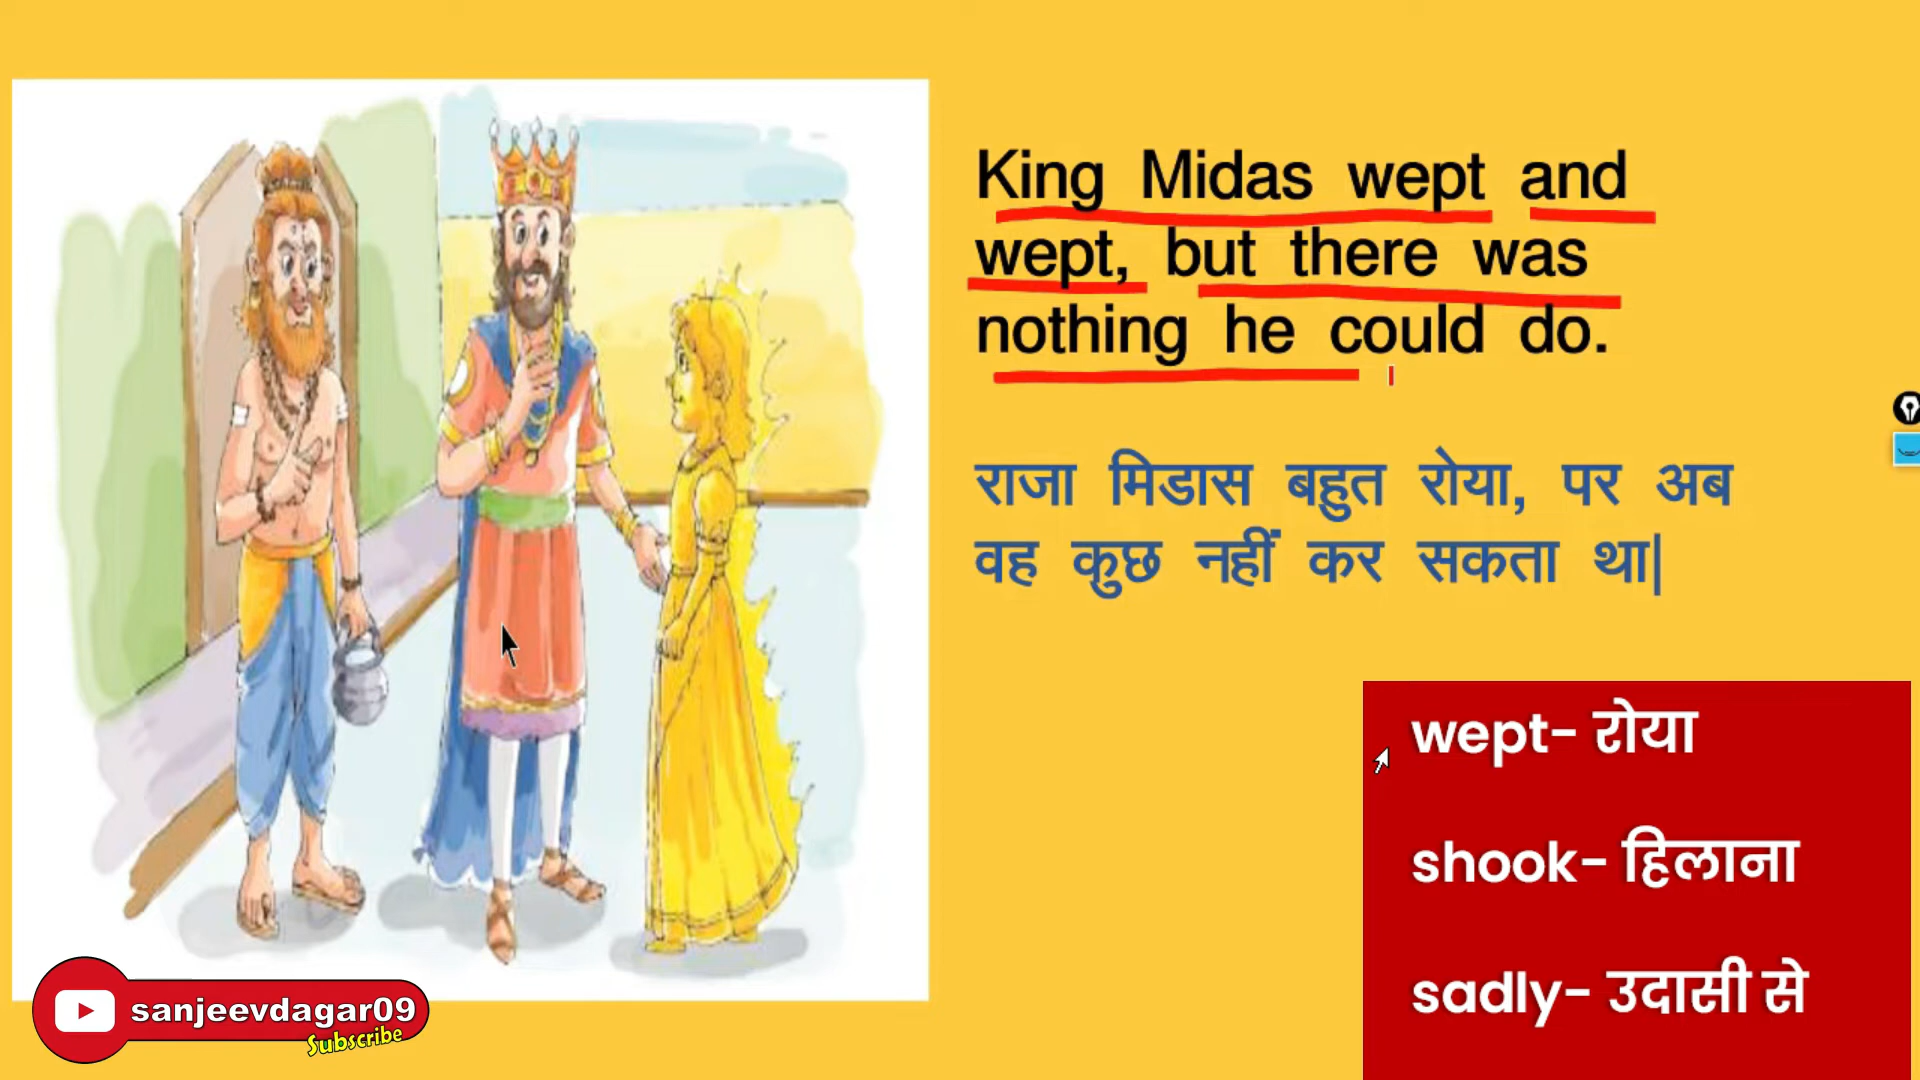 King Midas wept and
wept, but there was
nothing he could do.
राजा मिडास बहुत रोया, पर अब
वह कुछ नहीं कर सकता था|
wept- रोया
shook- हिलाना
sadly- उदासी से
sanjeevdagar09
Subscribe